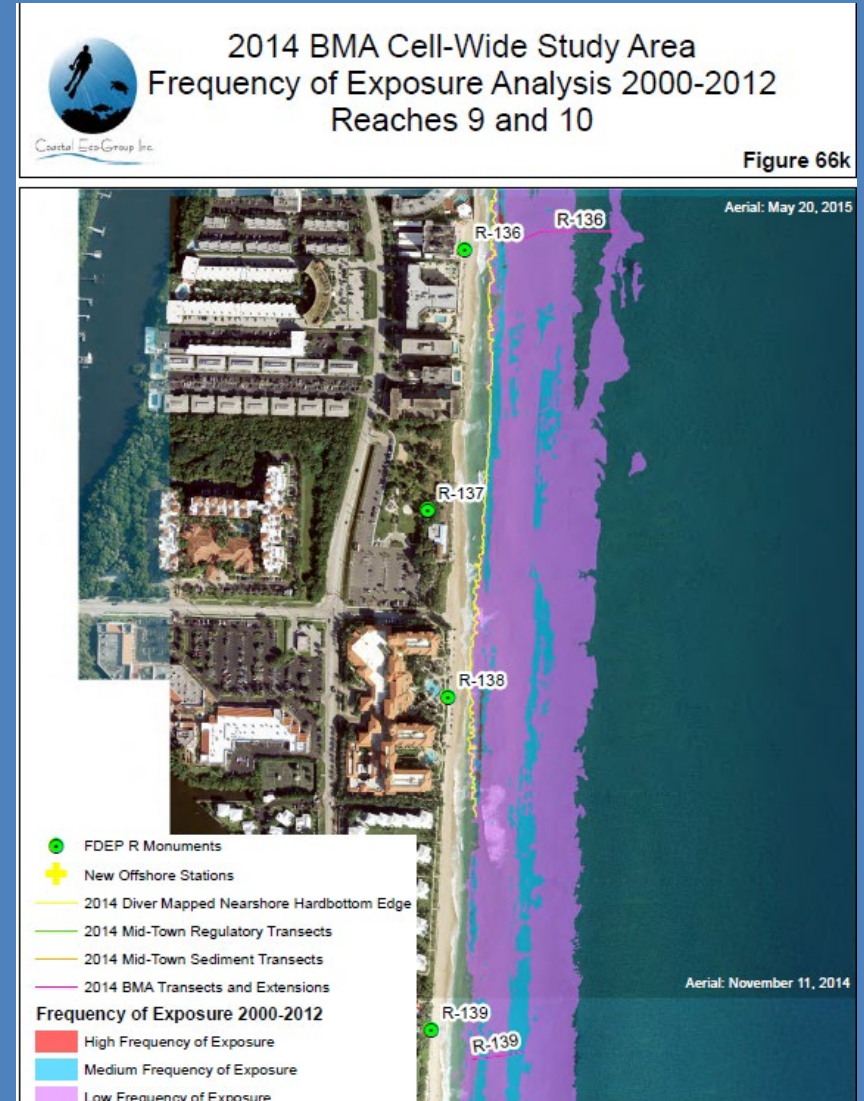 2014 BMA Cell-Wide Study Area
Frequency of Exposure Analysis 2000-2012
Reaches 9 and 10
Coastal Eco-Group Inc.
Figure 66k
Aerial: May 20, 2015
R-136
R-136
R-137
R-138
FDEP R Monuments
New Offshore Stations
2014 Diver Mapped Nearshore Hardbottom Edge
2014 Mid-Town Regulatory Transects
2014 Mid-Town Sediment Transects
2014 BMA Transects and Extensions
Aerial: November 11, 2014
Frequency of Exposure 2000-2012
R-139
R-139
High Frequency of Exposure
Medium Frequency of Exposure
Low Frequency of Exposure